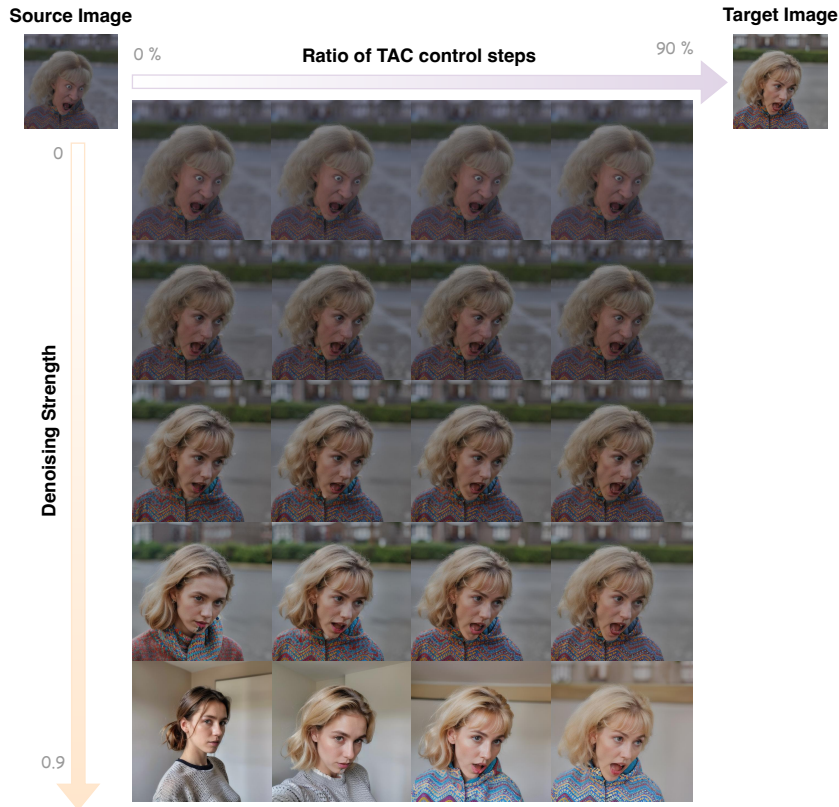 Source Image
Target Image
0 %
Ratio of TAC control steps
90 %
0
Denoising Strength
0.9